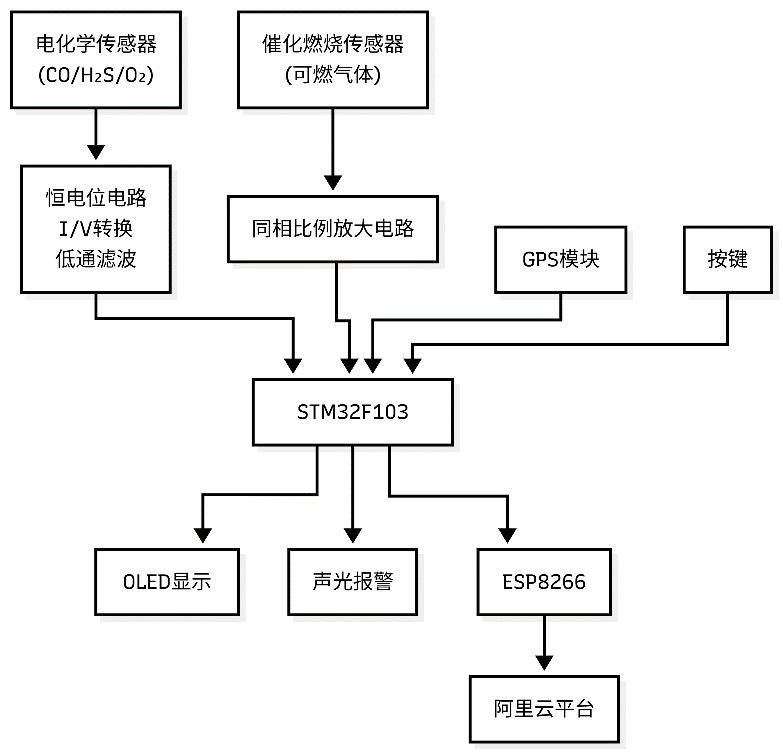 电化学传感器
(CO/H₂S/O₂)
催化燃烧传感器
(可燃气体)
恒电位电路
I/V转换
低通滤波
同相比例放大电路
GPS模块
按键
STM32F103
OLED显示
声光报警
ESP8266
阿里云平台